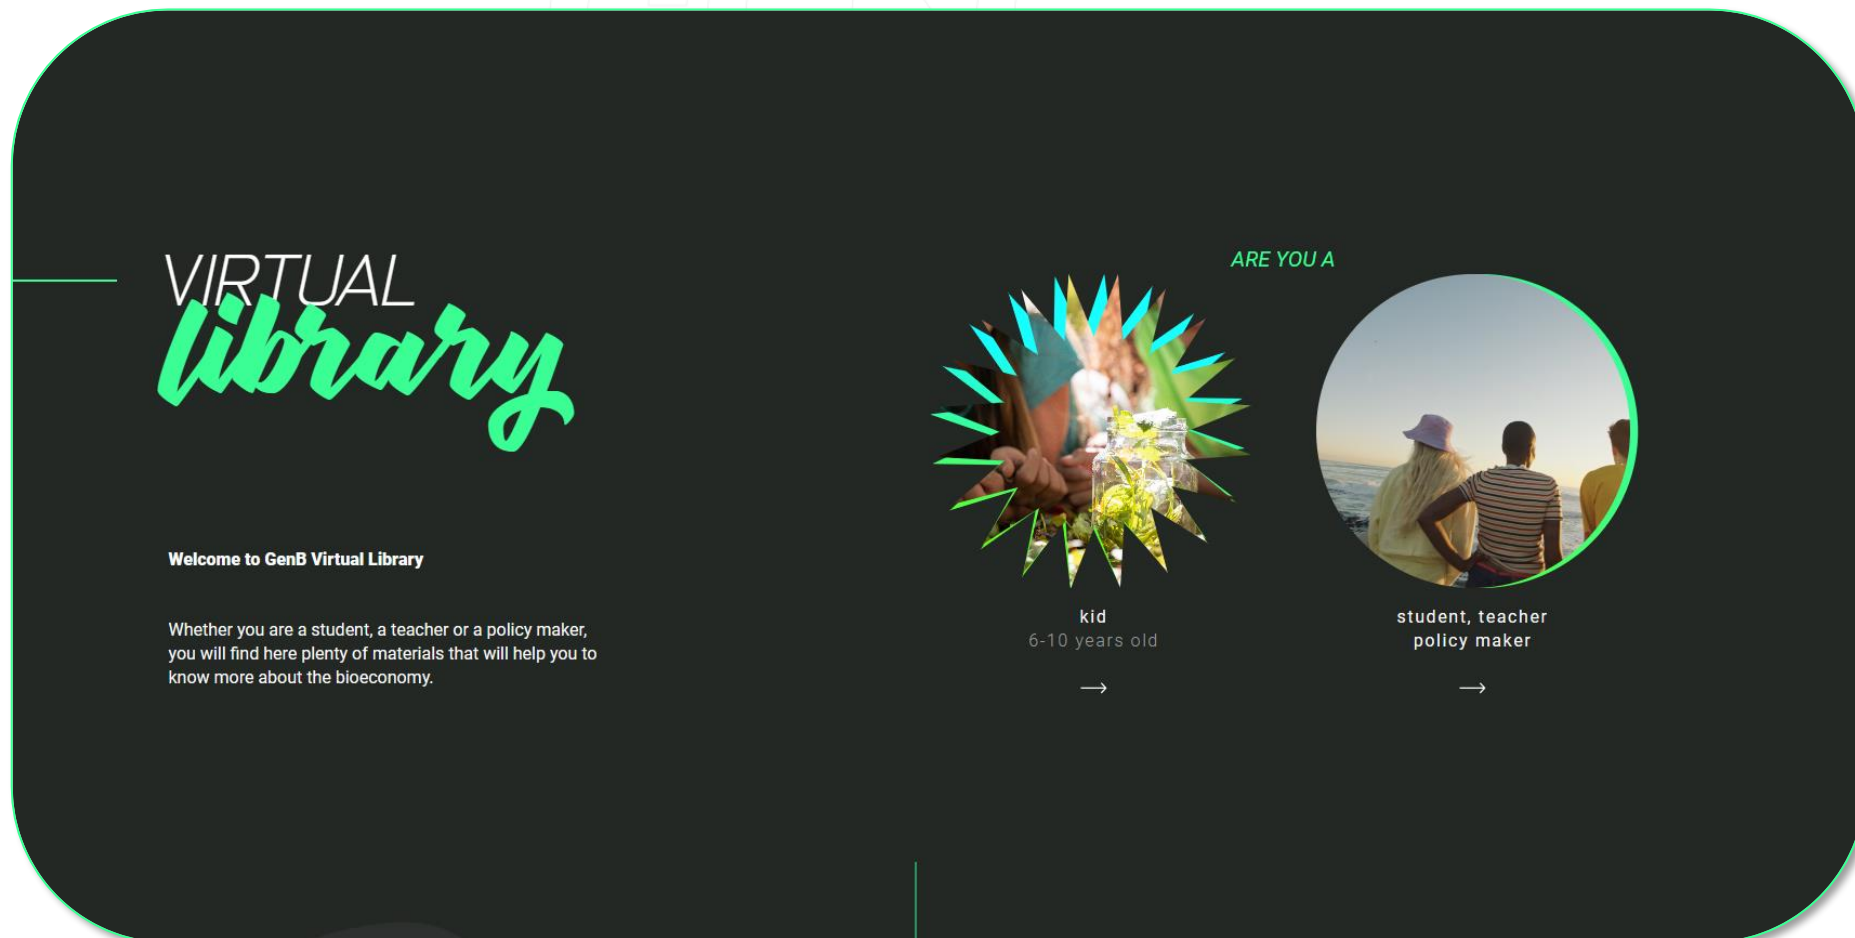 VIRTUAL
library
Welcome to GenB Virtual Library
Whether you are a student, a teacher or a policy maker,
you will find here plenty of materials that will help you to
know more about the bioeconomy.
ARE YOU A
kid
6-10 years old
student, teacher
policy maker